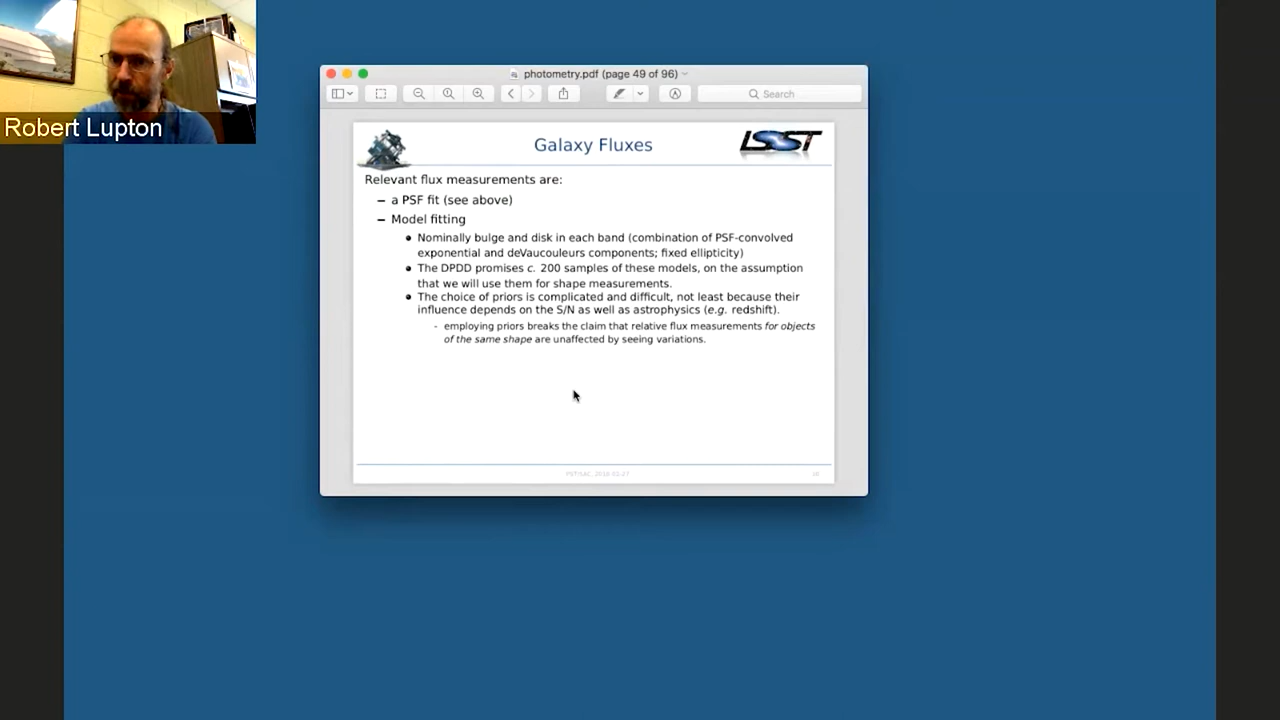 Robert Lupton
photometry.pdf (page 49 of 96)
Search
Galaxy Fluxes
LSST
Relevant flux measurements are:
– a PSF fit (see above)
– Model fitting
• Nominally bulge and disk in each band (combination of PSF-convolved
exponential and deVaucouleurs components; fixed ellipticity)
• The DPDD promises c. 200 samples of these models, on the assumption
that we will use them for shape measurements.
• The choice of priors is complicated and difficult, not least because their
influence depends on the S/N as well as astrophysics (e.g. redshift).
- employing priors breaks the claim that relative flux measurements for objects
of the same shape are unaffected by seeing variations.